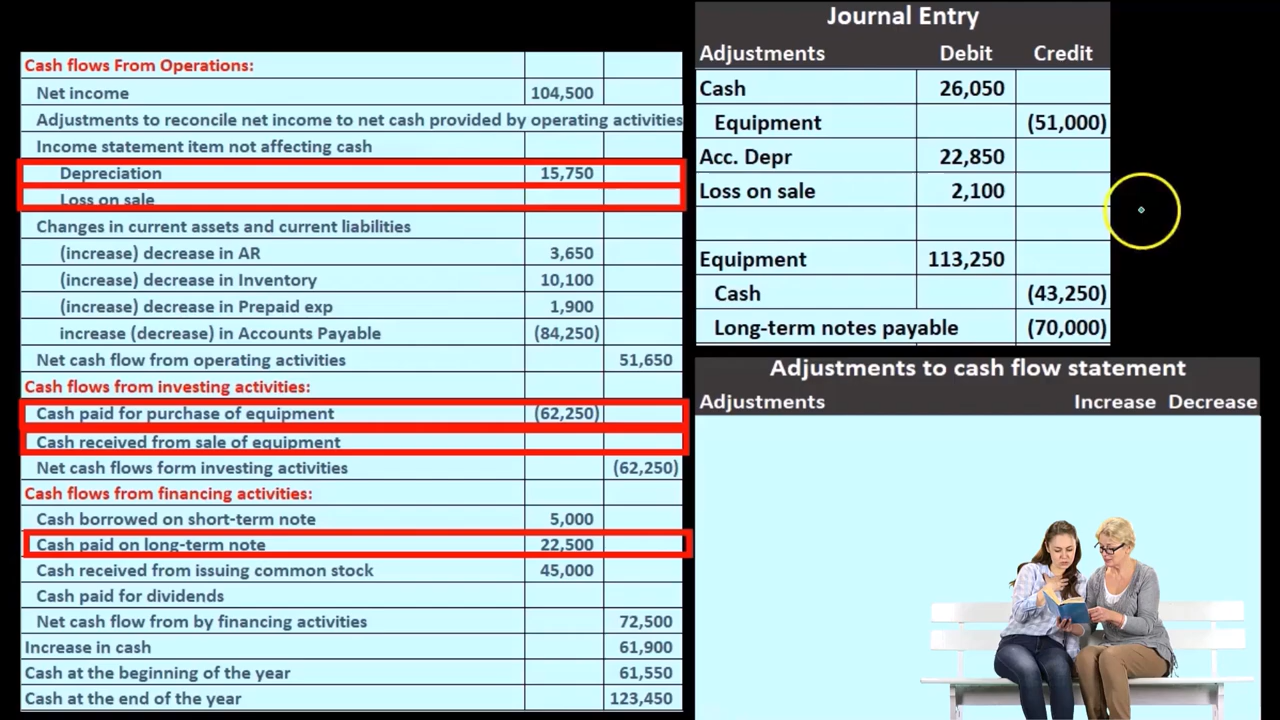 Cash flows From Operations:
Net income 104,500
Adjustments to reconcile net income to net cash provided by operating activities
Income statement item not affecting cash
Depreciation 15,750
Loss on sale
Changes in current assets and current liabilities
(increase) decrease in AR 3,650
(increase) decrease in Inventory 10,100
(increase) decrease in Prepaid exp 1,900
increase (decrease) in Accounts Payable (84,250)
Net cash flow from operating activities 51,650
Cash flows from investing activities:
Cash paid for purchase of equipment (62,250)
Cash received from sale of equipment
Net cash flows form investing activities (62,250)
Cash flows from financing activities:
Cash borrowed on short-term note 5,000
Cash paid on long-term note 22,500
Cash received from issuing common stock 45,000
Cash paid for dividends
Net cash flow from by financing activities 72,500
Increase in cash 61,900
Cash at the beginning of the year 61,550
Cash at the end of the year 123,450
Journal Entry
Adjustments Debit Credit
Cash 26,050
Equipment (51,000)
Acc. Depr 22,850
Loss on sale 2,100
Equipment 113,250
Cash (43,250)
Long-term notes payable (70,000)
Adjustments to cash flow statement
Adjustments Increase Decrease